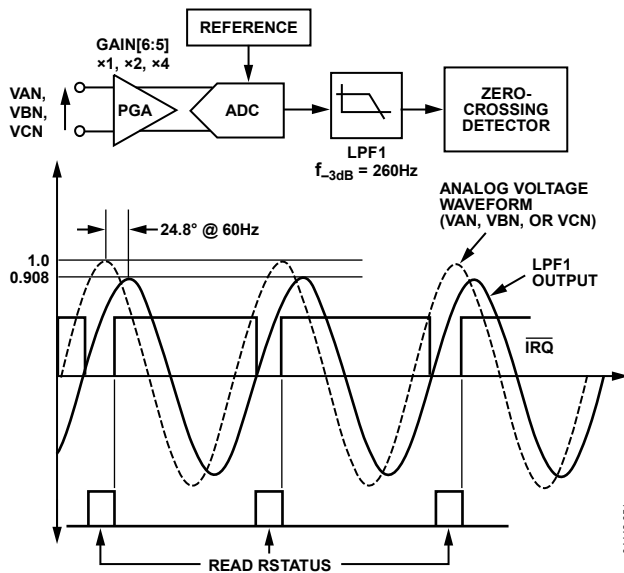 REFERENCE
GAIN[6:5]
×1, ×2, ×4
VAN,
VBN,
VCN
PGA
ADC
LPF1
f–3dB = 260Hz
ZERO-
CROSSING
DETECTOR
ANALOG VOLTAGE
WAVEFORM
(VAN, VBN, OR VCN)
24.8° @ 60Hz
1.0
0.908
LPF1
OUTPUT
IRQ
READ RSTATUS